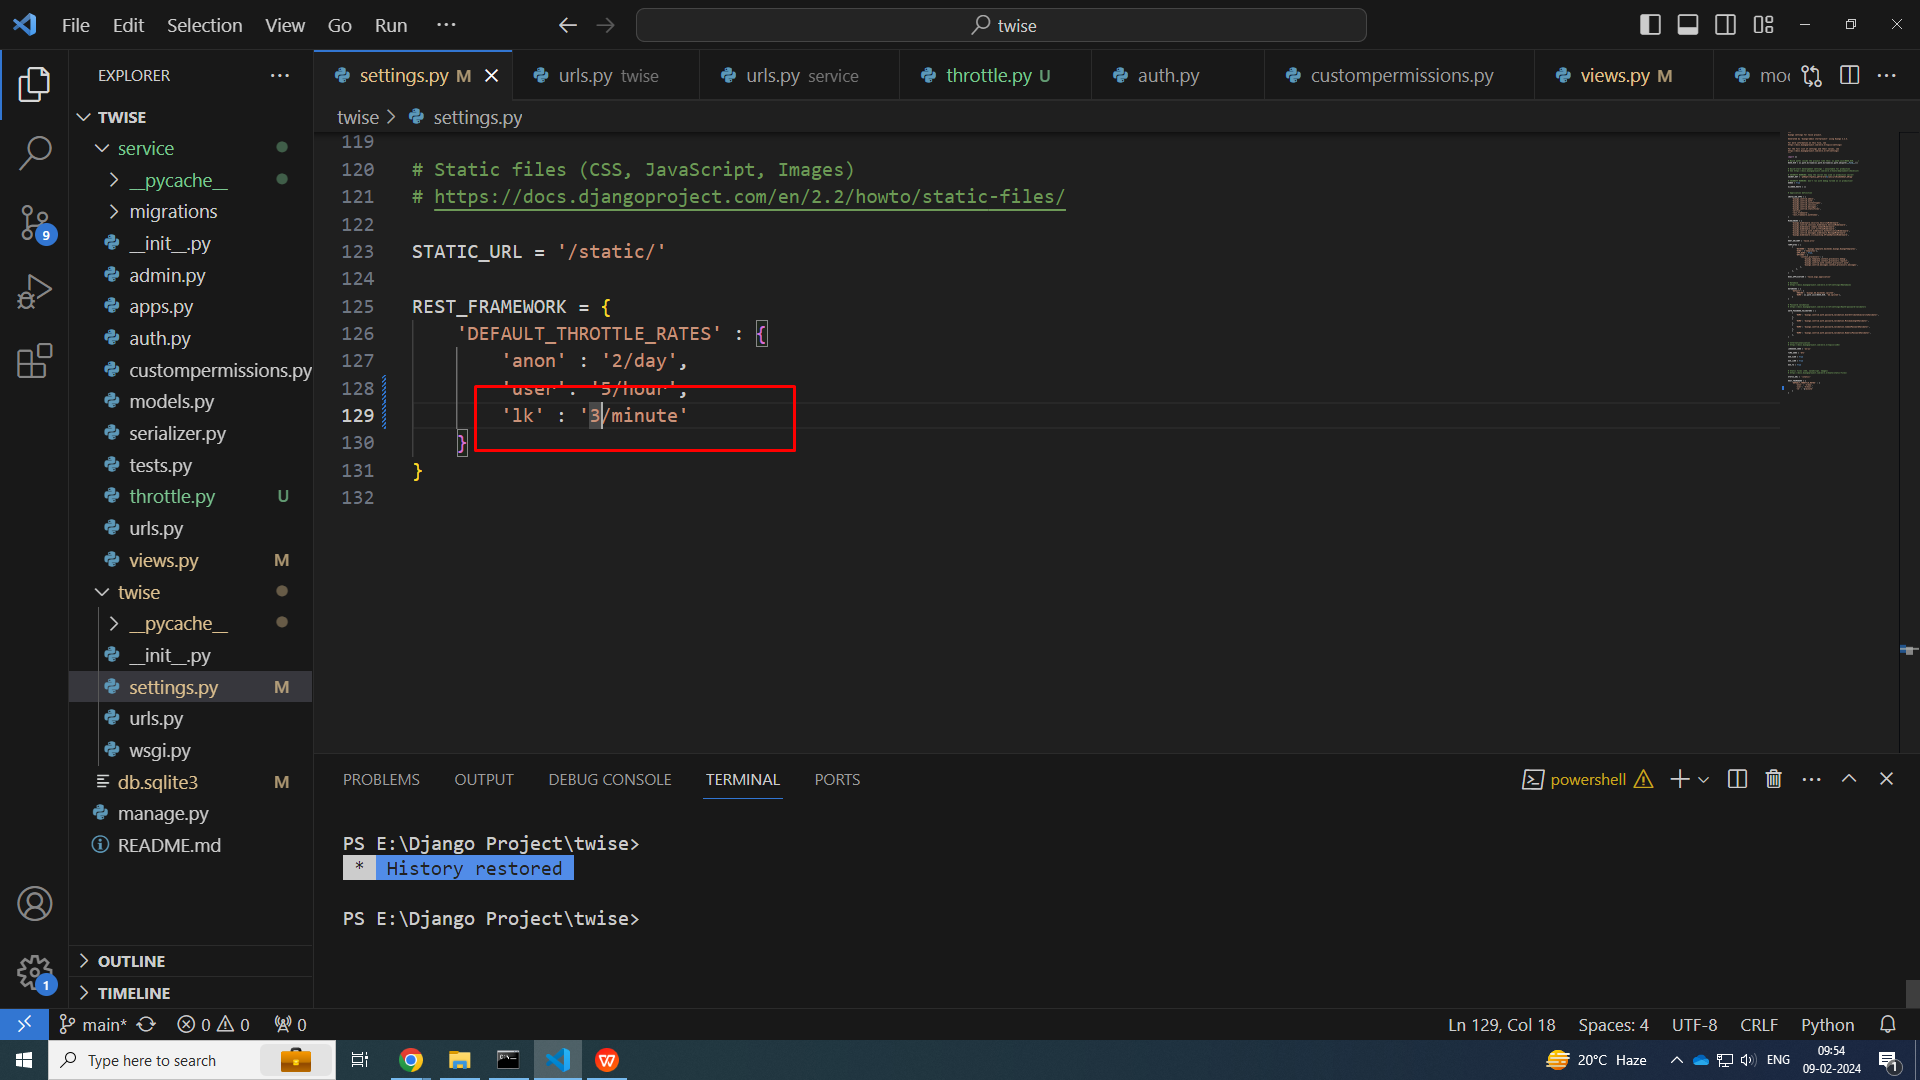 File Edit Selection View Go Run ···
twise
EXPLORER ···
settings.py M
urls.py twise
urls.py service
throttle.py U
auth.py
custompermissions.py
views.py M
TWISE
twise > settings.py
service
__pycache__
migrations
__init__.py
admin.py
apps.py
auth.py
custompermissions.py
models.py
serializer.py
tests.py
throttle.py U
urls.py
views.py M
twise
__pycache__
__init__.py
settings.py M
urls.py
wsgi.py
db.sqlite3 M
manage.py
README.md
OUTLINE
TIMELINE
119
120 # Static files (CSS, JavaScript, Images)
121 # https://docs.djangoproject.com/en/2.2/howto/static-files/
122
123 STATIC_URL = '/static/'
124
125 REST_FRAMEWORK = {
126 'DEFAULT_THROTTLE_RATES' : {
127 'anon' : '2/day',
128 'user' : '5/hour',
129 'lk' : '3/minute'
130 }
131 }
132
PROBLEMS OUTPUT DEBUG CONSOLE TERMINAL PORTS
powershell
PS E:\Django Project\twise>
* History restored
PS E:\Django Project\twise>
9
1
main* 0 0 0
Ln 129, Col 18 Spaces: 4 UTF-8 CRLF Python
Type here to search
20°C Haze
ENG
09:54
09-02-2024
1